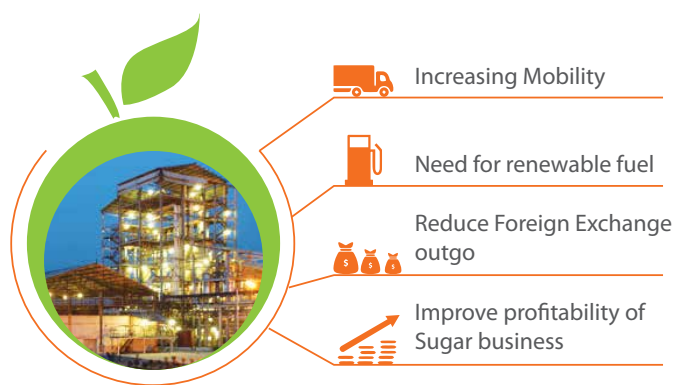 Increasing Mobility
Need for renewable fuel
Reduce Foreign Exchange
outgo
$ $ $
Improve profitability of
Sugar business